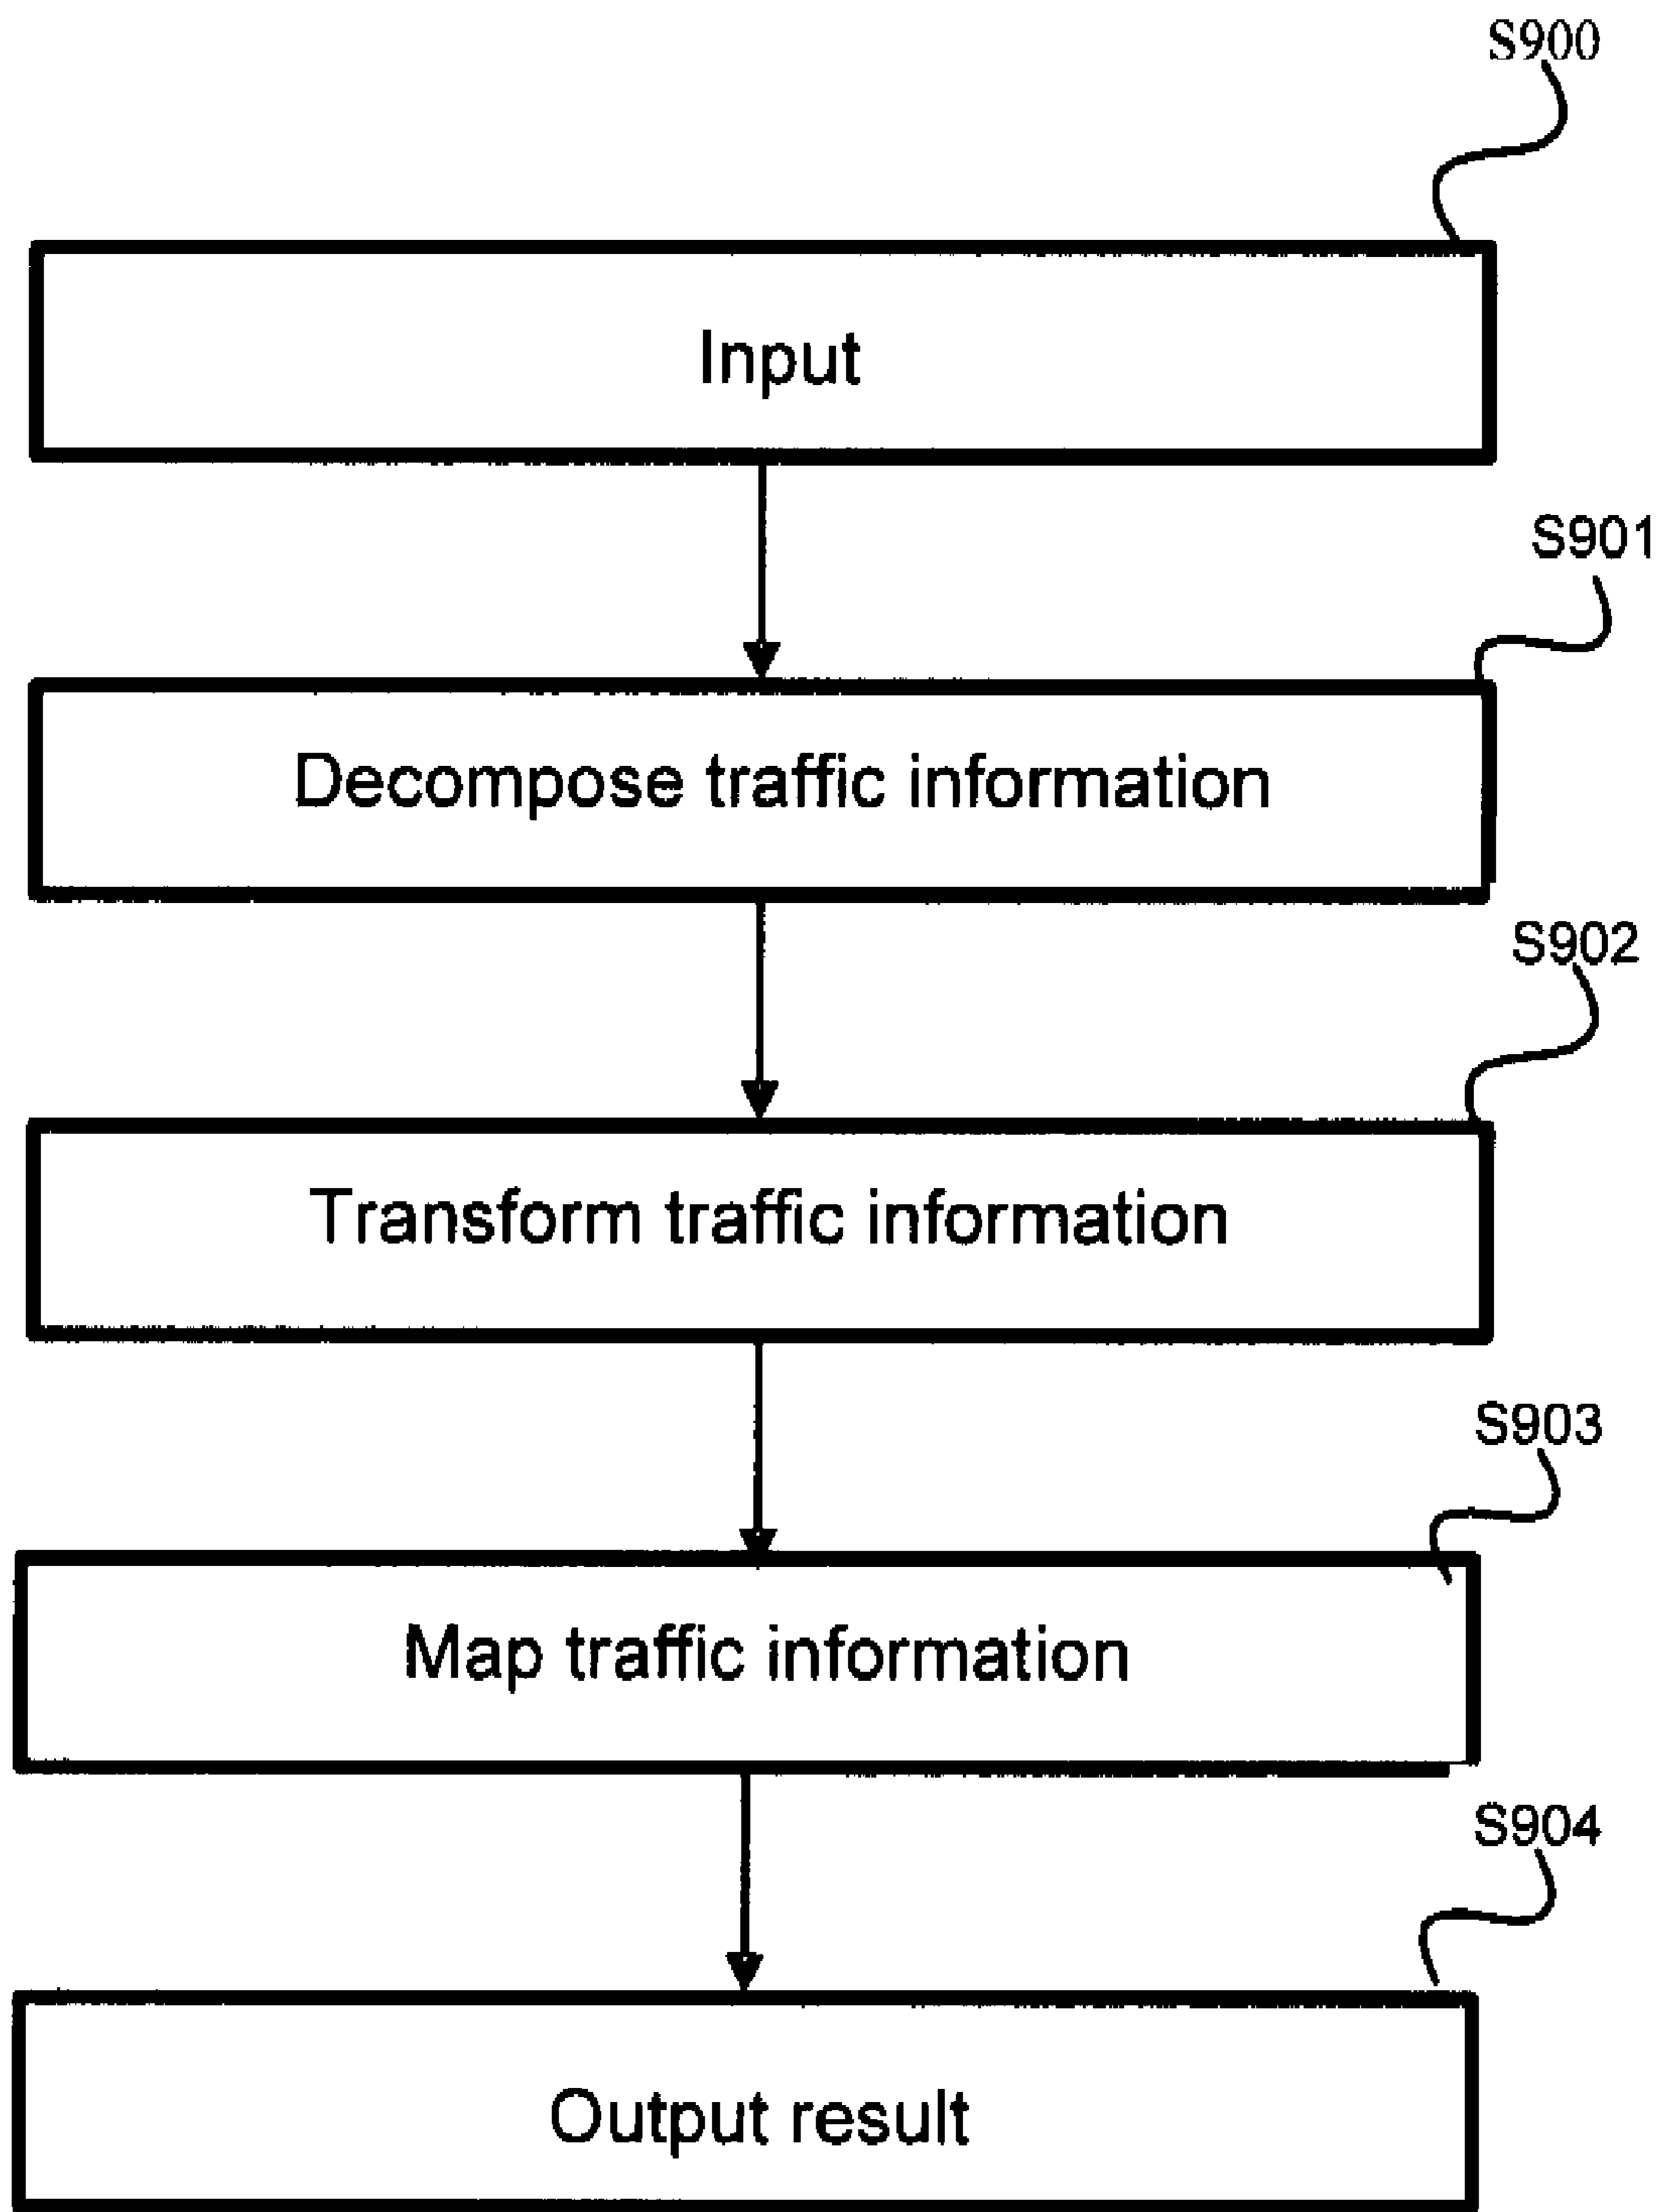 S900
Input
S901
Decompose traffic information
S902
Transform traffic information
S903
Map traffic information
S904
Output result